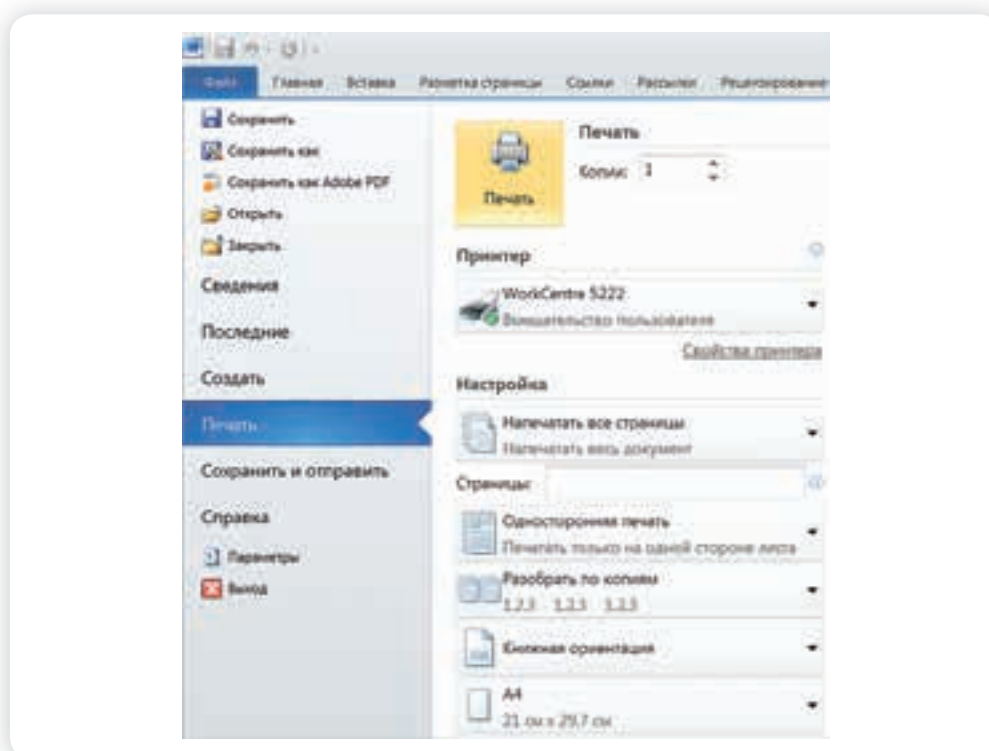 Файл Главная Вставка Разметка страницы Ссылки Рассылки Рецензирование
Сохранить
Сохранить как
Сохранить как Adobe PDF
Открыть
Закрыть
Сведения
Последние
Создать
Печать
Сохранить и отправить
Справка
Параметры
Выход
Печать
Копии: 1
Печать
Принтер
WorkCentre 5222
Вмешательство пользователя
Свойства принтера
Настройка
Напечатать все страницы
Напечатать весь документ
Страницы:
Односторонняя печать
Печатать только на одной стороне листа
Разобрать по копиям
1,2,3 1,2,3 1,2,3
Книжная ориентация
A4
21 см x 29,7 см